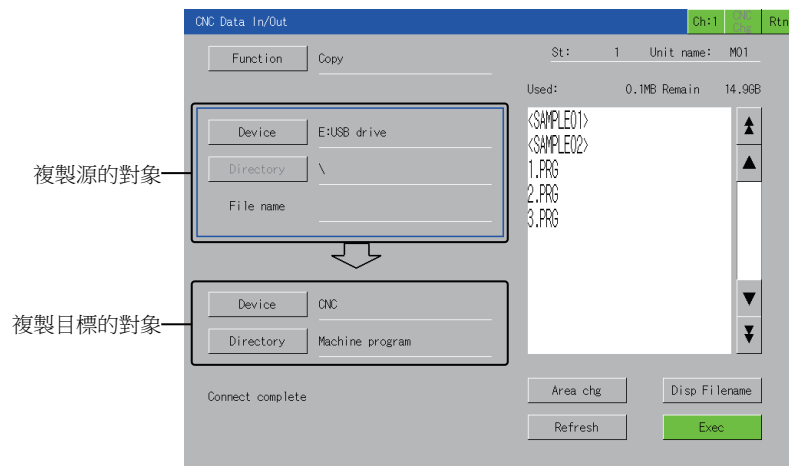 CNC Data In/Out Ch:1 CNC Chg Rtn
Function Copy
St: 1 Unit name: M01
Used: 0.1MB Remain 14.9GB
複製源的對象
Device E:USB drive
Directory \
File name
<SAMPLE01>
<SAMPLE02>
1.PRG
2.PRG
3.PRG
複製目標的對象
Device CNC
Directory Machine program
Connect complete
Area chg Disp Filename
Refresh Exec